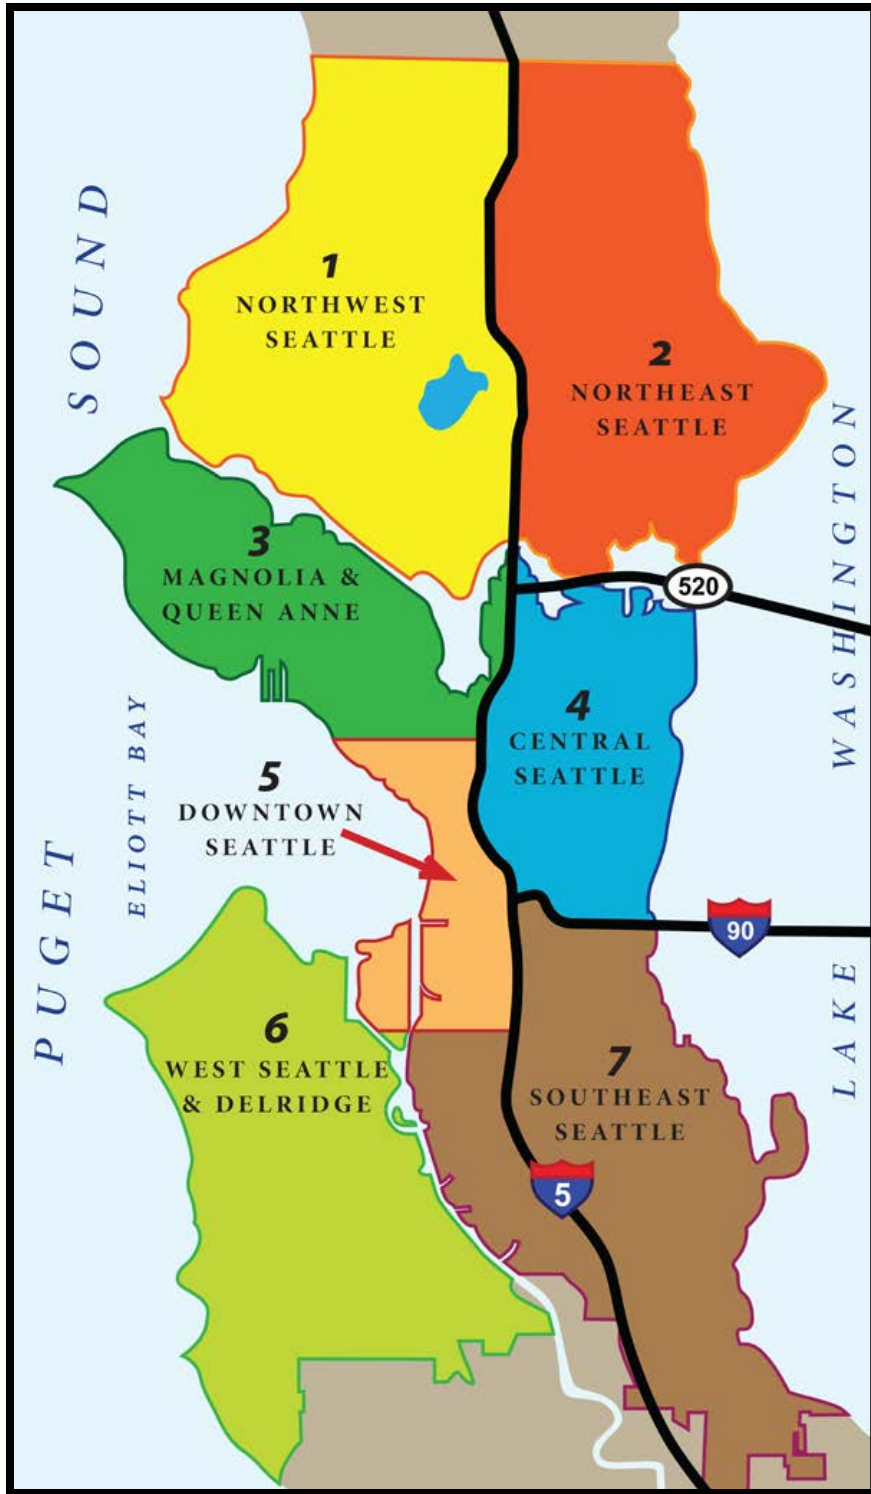 SOUND
1
NORTHWEST
SEATTLE
2
NORTHEAST
SEATTLE
3
MAGNOLIA &
QUEEN ANNE
520
WASHINGTON
4
CENTRAL
SEATTLE
5
DOWNTOWN
SEATTLE
ELIOTT BAY
PUGET
90
LAKE
6
WEST SEATTLE
& DELRIDGE
7
SOUTHEAST
SEATTLE
5